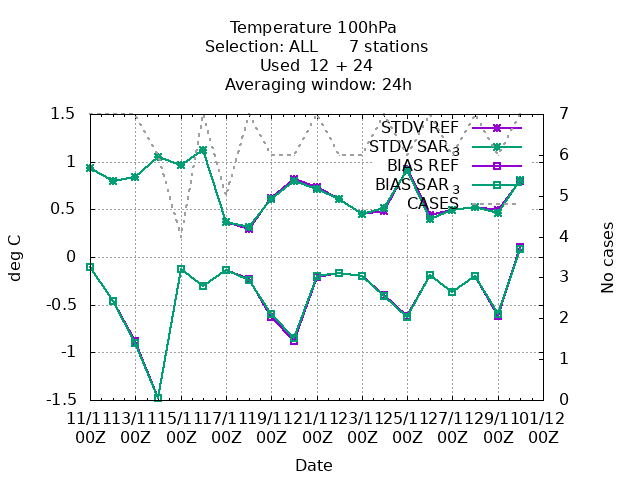 Temperature 100hPa
Selection: ALL 7 stations
Used 12 + 24
Averaging window: 24h
1.5
1
0.5
0
-0.5
-1
-1.5
deg C
7
6
5
4
3
2
1
0
No cases
STDV REF
STDV SAR 3
BIAS REF
BIAS SAR 3
CASES
11/11 13/11 15/11 17/11 19/11 21/11 23/11 25/11 27/11 29/11 01/12
00Z 00Z 00Z 00Z 00Z 00Z 00Z 00Z 00Z 00Z 00Z
Date